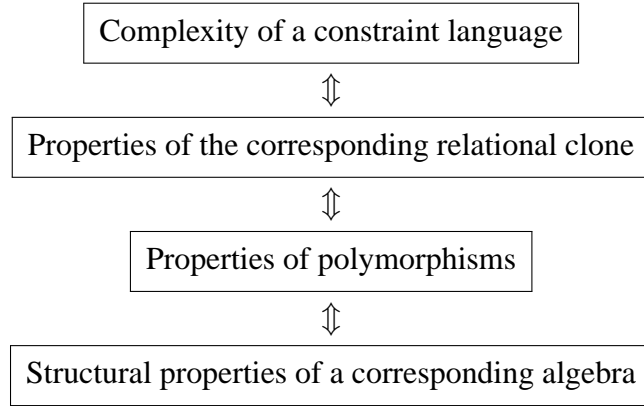 Complexity of a constraint language
⇕
Properties of the corresponding relational clone
⇕
Properties of polymorphisms
⇕
Structural properties of a corresponding algebra